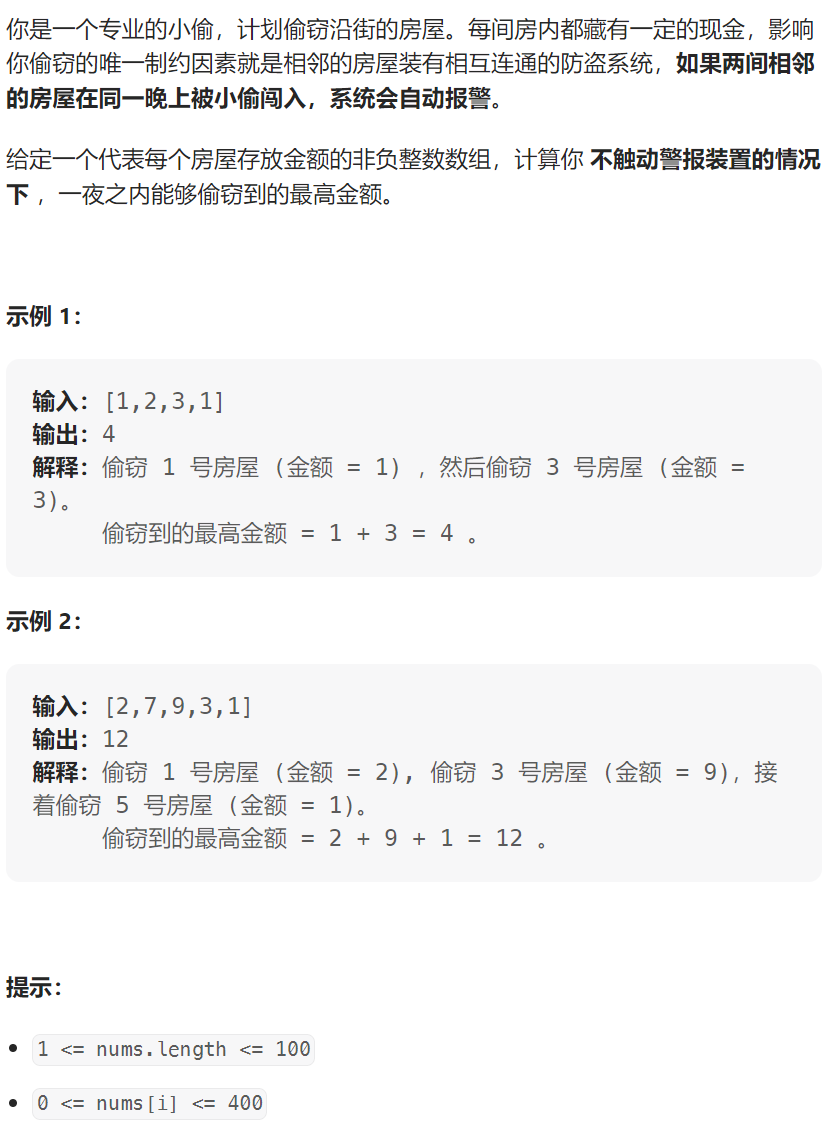 你是一个专业的小偷，计划偷窃沿街的房屋。每间房内都藏有一定的现金，影响
你偷窃的唯一制约因素就是相邻的房屋装有相互连通的防盗系统，如果两间相邻
的房屋在同一晚上被小偷闯入，系统会自动报警。
给定一个代表每个房屋存放金额的非负整数数组，计算你 不触动警报装置的情况
下 ，一夜之内能够偷窃到的最高金额。
示例 1：
输入：[1,2,3,1]
输出：4
解释：偷窃 1 号房屋 (金额 = 1) ，然后偷窃 3 号房屋 (金额 =
3)。
偷窃到的最高金额 = 1 + 3 = 4 。
示例 2：
输入：[2,7,9,3,1]
输出：12
解释：偷窃 1 号房屋 (金额 = 2), 偷窃 3 号房屋 (金额 = 9)，接
着偷窃 5 号房屋 (金额 = 1)。
偷窃到的最高金额 = 2 + 9 + 1 = 12 。
提示：
• 1 <= nums.length <= 100
• 0 <= nums[i] <= 400